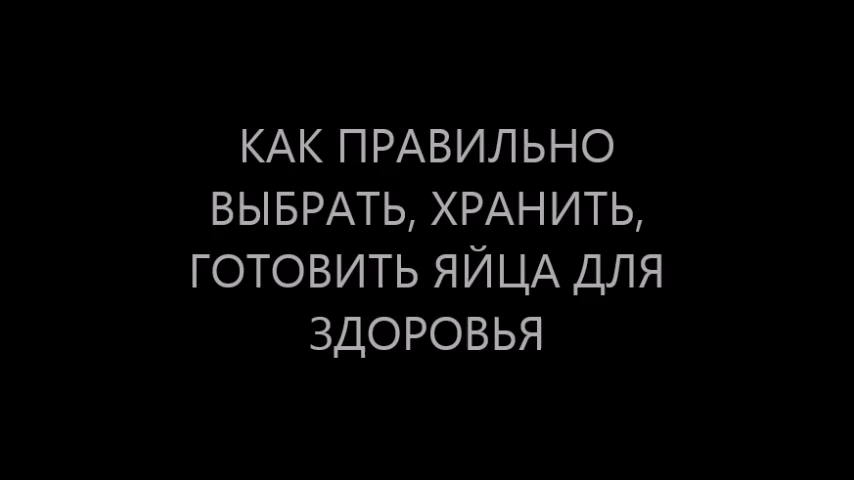 КАК ПРАВИЛЬНО
ВЫБРАТЬ, ХРАНИТЬ,
ГОТОВИТЬ ЯЙЦА ДЛЯ
ЗДОРОВЬЯ